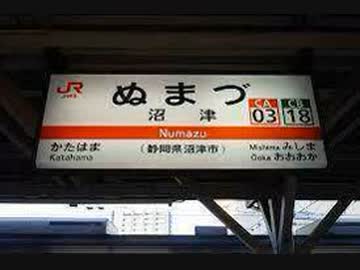 JR
ぬまづ
沼津
CA 03
CB 18
Numazu
かたはま
Katahama
(静岡県沼津市)
Mishima みしま
Ōoka おおおか